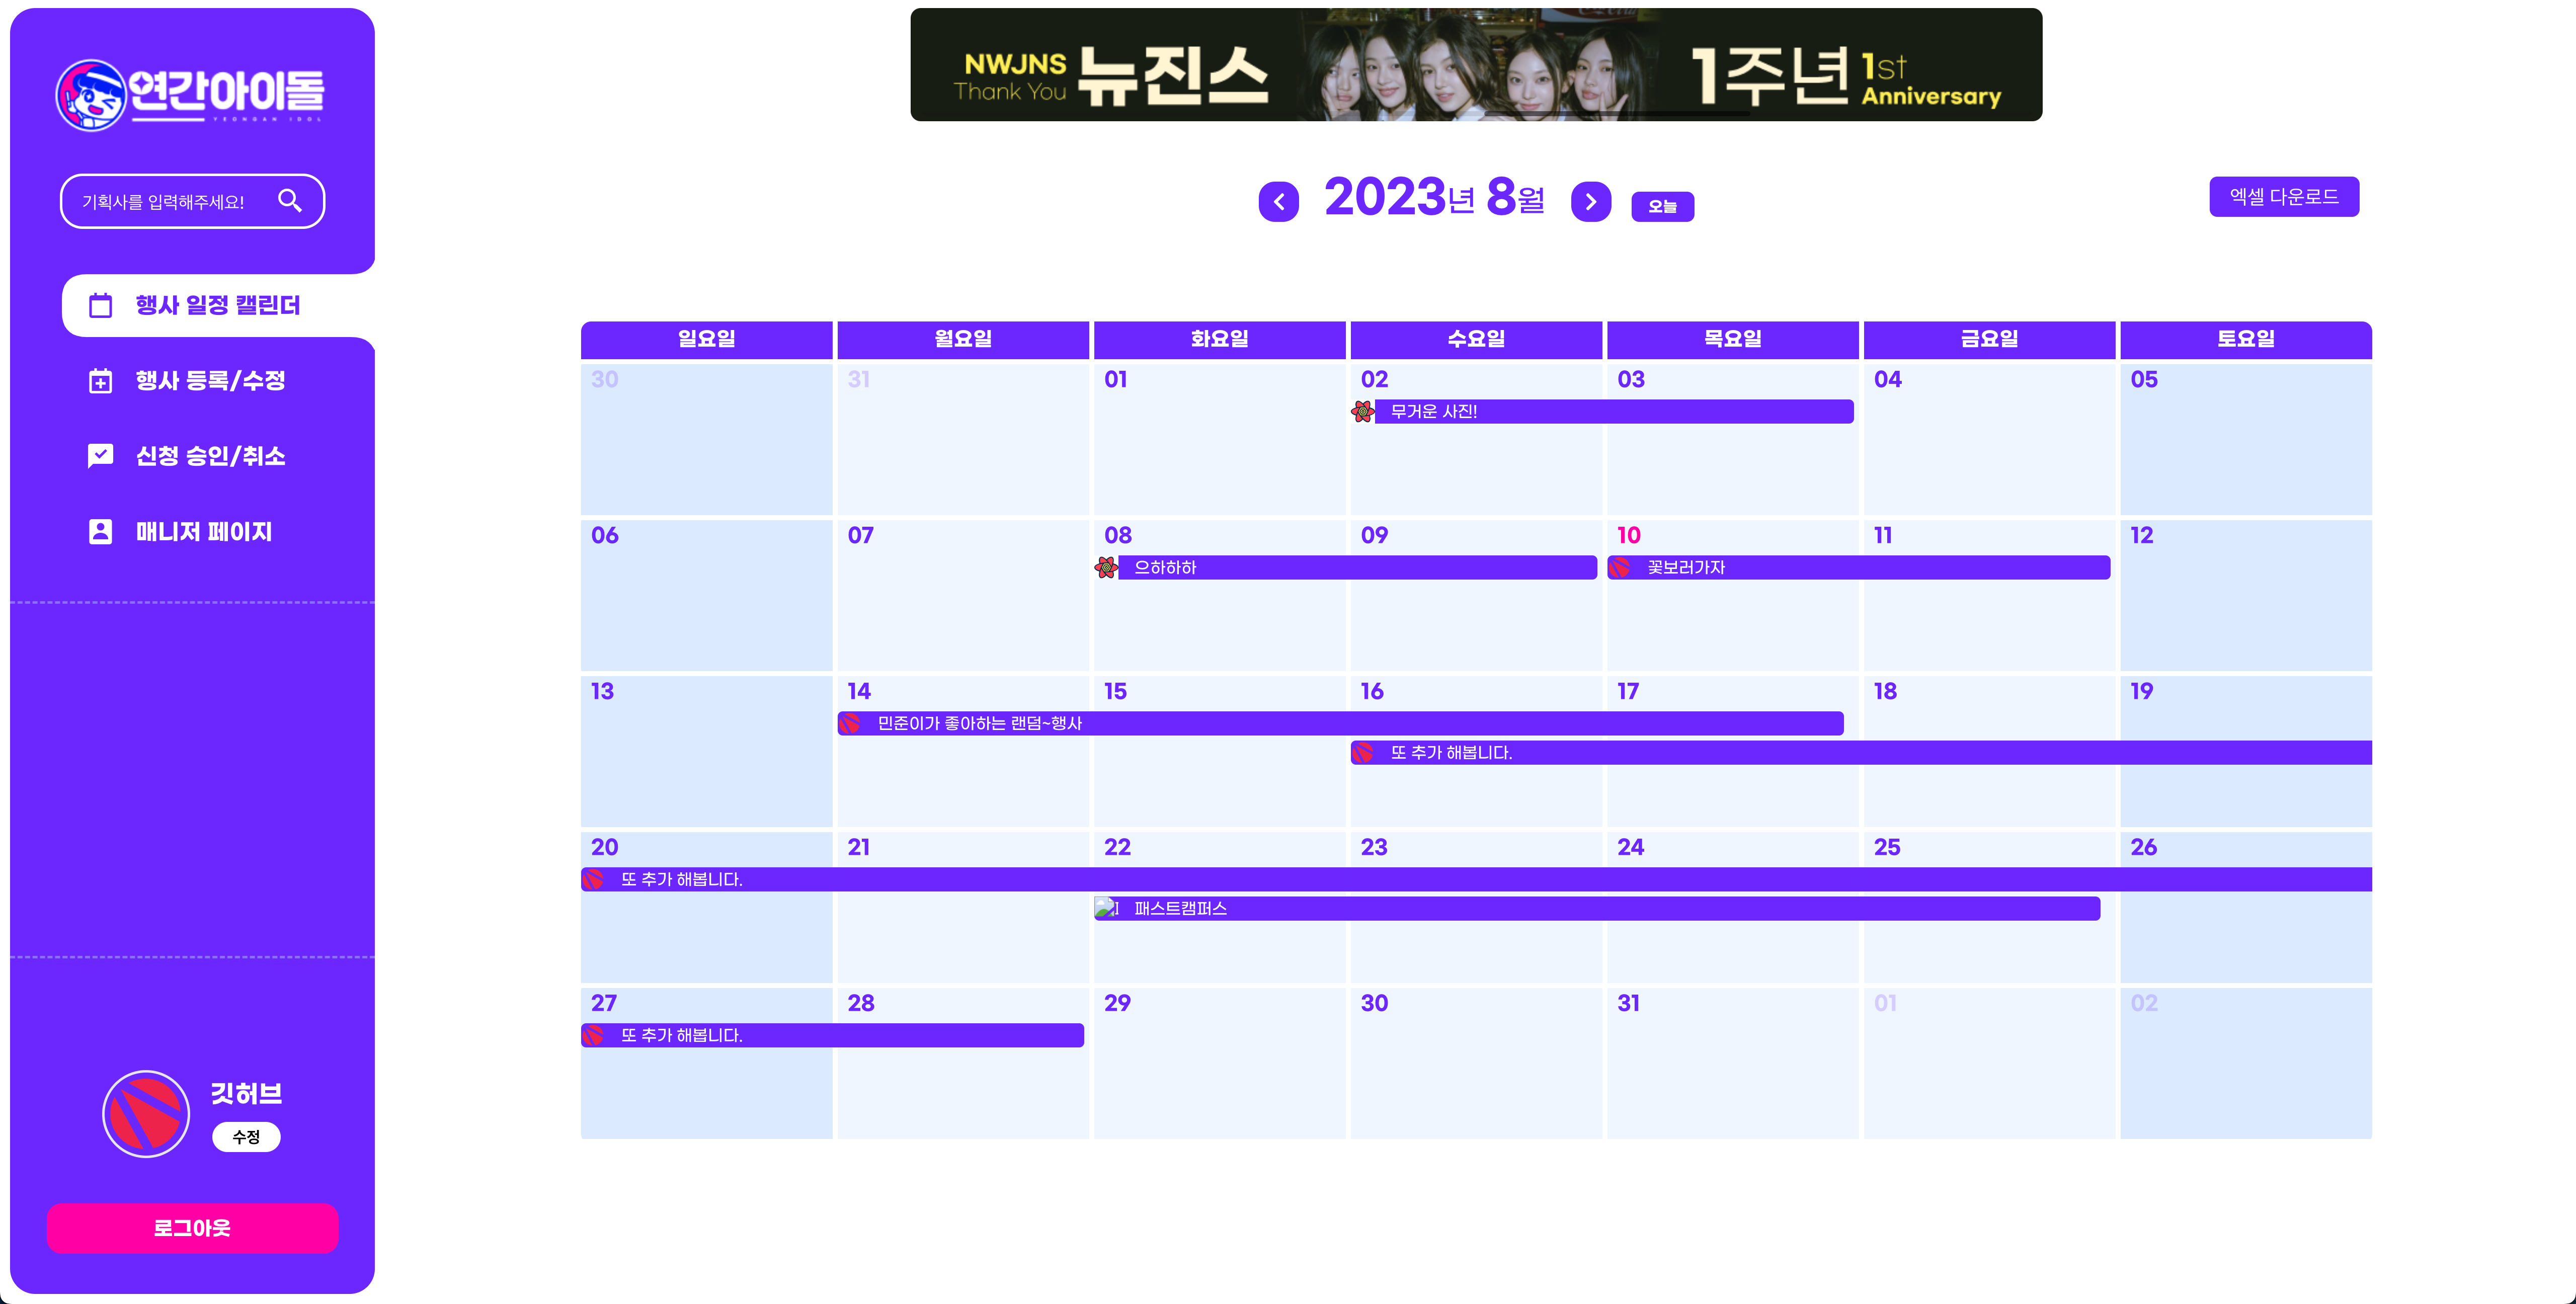 연간아이돌
YEONGAN IDOL
기획사를 입력해주세요!
행사 일정 캘린더
행사 등록/수정
신청 승인/취소
매니저 페이지
깃허브
수정
로그아웃
NWJNS
Thank You
뉴진스
1주년
1st
Anniversary
2023년 8월
오늘
엑셀 다운로드
일요일 월요일 화요일 수요일 목요일 금요일 토요일
30 31 01 02 03 04 05
무거운 사진!
06 07 08 09 10 11 12
으하하하 꽃보러가자
13 14 15 16 17 18 19
민준이가 좋아하는 랜덤~행사
또 추가 해봅니다.
20 21 22 23 24 25 26
또 추가 해봅니다.
패스트캠퍼스
27 28 29 30 31 01 02
또 추가 해봅니다.